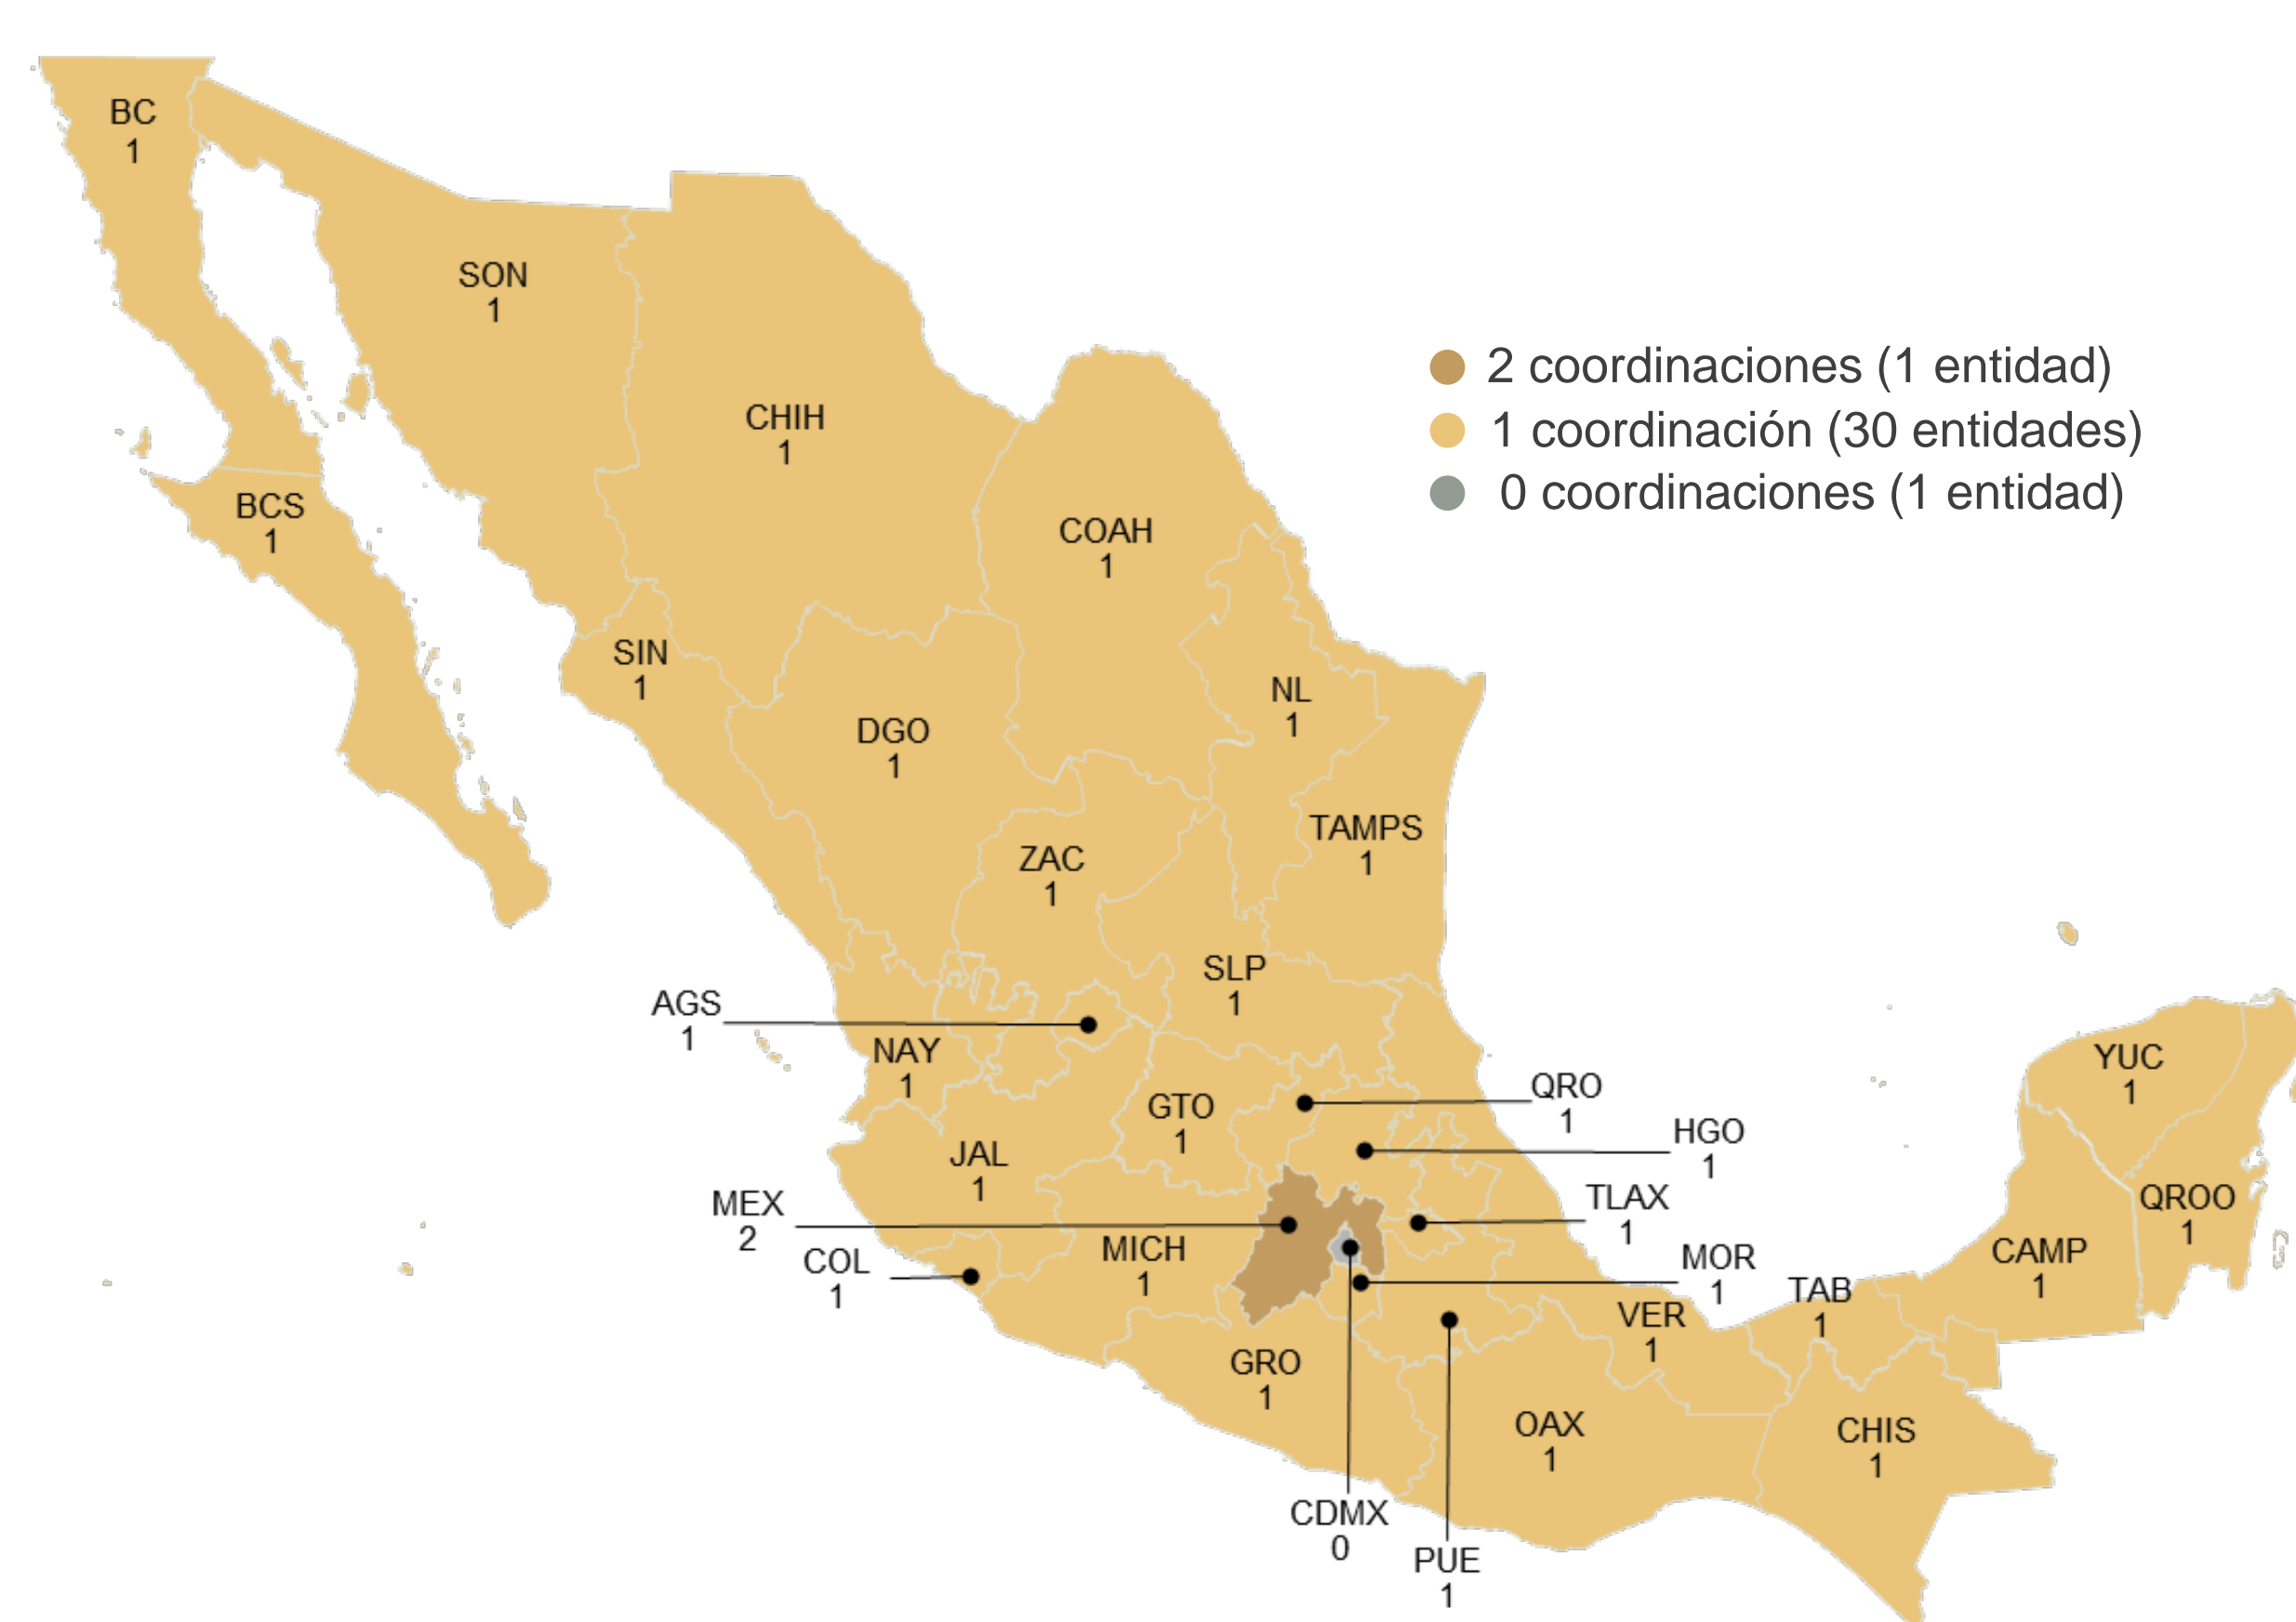 BC
1
SON
1
CHIH
1
2 coordinaciones (1 entidad)
1 coordinación (30 entidades)
0 coordinaciones (1 entidad)
BCS
1
COAH
1
SIN
1
NL
1
DGO
1
TAMPS
1
ZAC
1
SLP
1
AGS
1
NAY
1
YUC
1
GTO
1
QRO
1
HGO
1
JAL
1
MEX
2
TLAX
1
QROO
1
COL
1
MICH
1
MOR
1
CAMP
1
TAB
1
VER
1
GRO
1
OAX
1
CHIS
1
CDMX
0
PUE
1